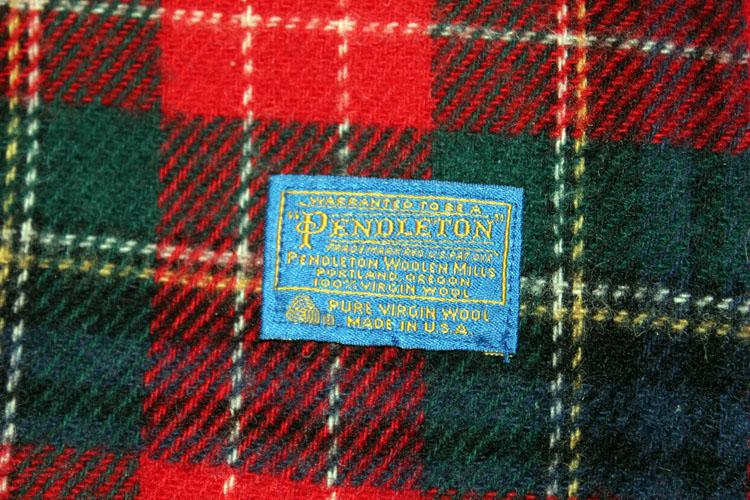 WARRANTED TO BE A
"PENDLETON"
TRADEMARK REG U.S. PAT. OFF.
PENDLETON WOOLEN MILLS
PORTLAND, OREGON
100% VIRGIN WOOL
PURE VIRGIN WOOL
MADE IN U.S.A.